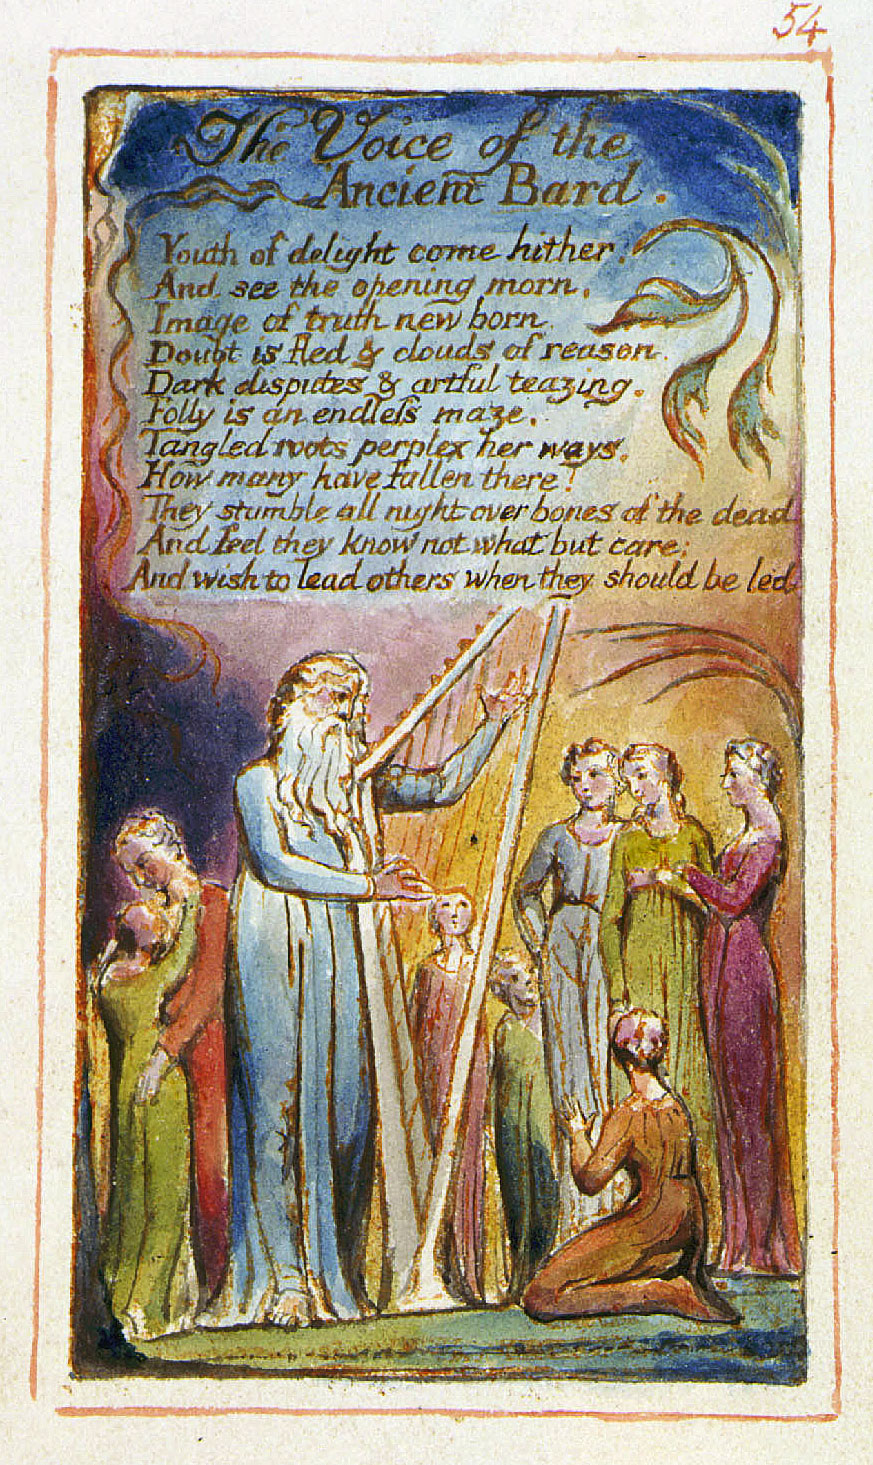 54
The Voice of the
Ancient Bard.
Youth of delight come hither:
And see the opening morn,
Image of truth new born
Doubt is fled & clouds of reason.
Dark disputes & artful teazing.
Folly is an endleſs maze,
Tangled roots perplex her ways,
How many have fallen there!
They stumble all night over bones of the dead
And feel they know not what but care;
And wish to lead others when they should be led